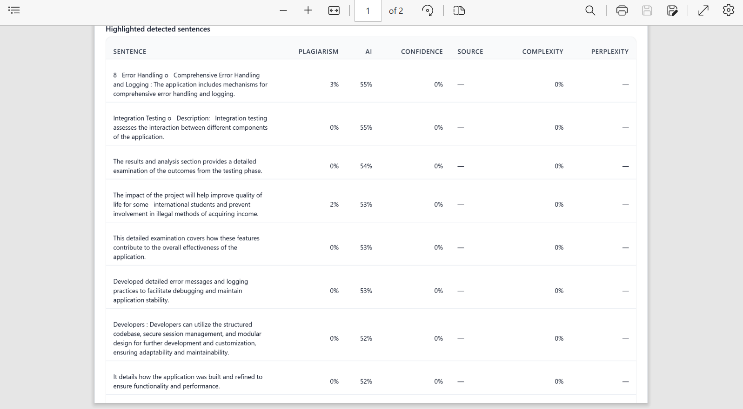 1 of 2
Highlighted detected sentences
SENTENCE PLAGIARISM AI CONFIDENCE SOURCE COMPLEXITY PERPLEXITY
8 Error Handling o Comprehensive Error Handling
and Logging : The application includes mechanisms for
comprehensive error handling and logging.
3% 55% 0% — 0% —
Integration Testing o Description: Integration testing
assesses the interaction between different components
of the application.
0% 55% 0% — 0% —
The results and analysis section provides a detailed
examination of the outcomes from the testing phase.
0% 54% 0% — 0% —
The impact of the project will help improve quality of
life for some international students and prevent
involvement in illegal methods of acquiring income.
2% 53% 0% — 0% —
This detailed examination covers how these features
contribute to the overall effectiveness of the
application.
0% 53% 0% — 0% —
Developed detailed error messages and logging
practices to facilitate debugging and maintain
application stability.
0% 53% 0% — 0% —
Developers : Developers can utilize the structured
codebase, secure session management, and modular
design for further development and customization,
ensuring adaptability and maintainability.
0% 52% 0% — 0% —
It details how the application was built and refined to
ensure functionality and performance.
0% 52% 0% — 0% —